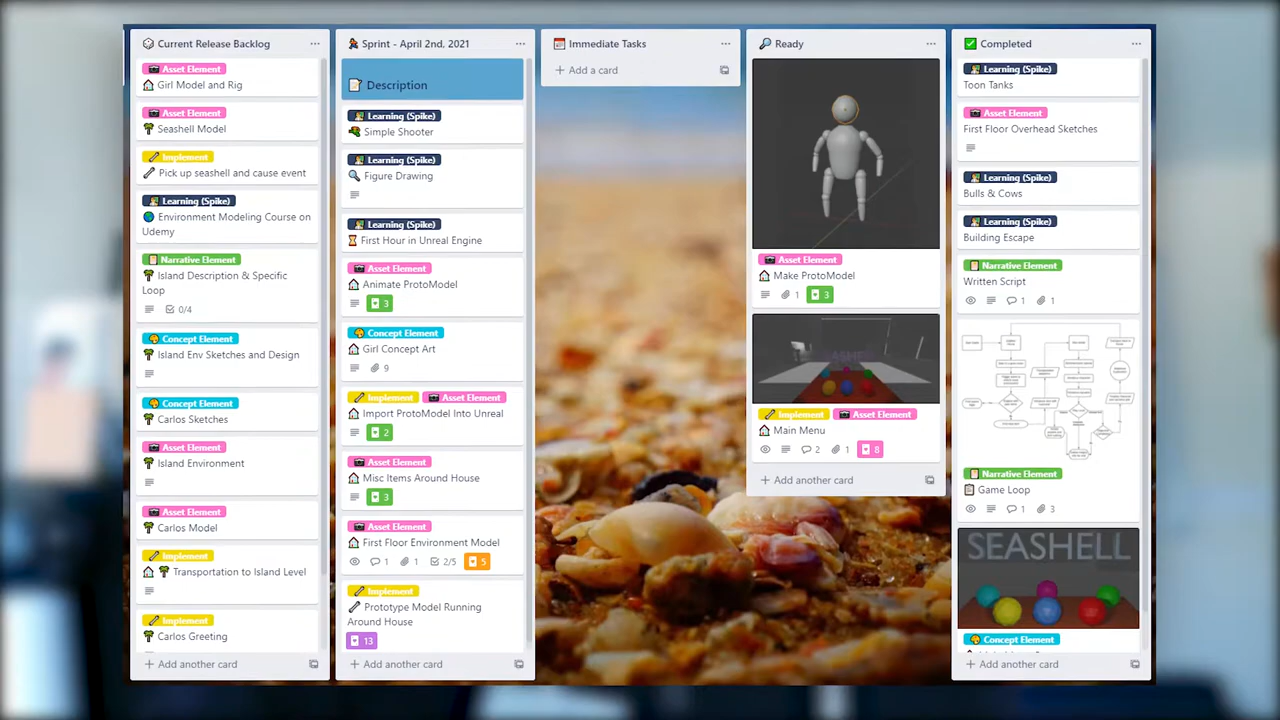 Current Release Backlog
Asset Element
Girl Model and Rig
Asset Element
Seashell Model
Implement
Pick up seashell and cause event
Learning (Spike)
Environment Modeling Course on
Udemy
Narrative Element
Island Description & Specific
Loop
0/4
Concept Element
Island Env Sketches and Design
Concept Element
Carlos Sketches
Asset Element
Island Environment
Asset Element
Carlos Model
Implement
Transportation to Island Level
Implement
Carlos Greeting
+ Add another card
Sprint - April 2nd, 2021
Description
Learning (Spike)
Simple Shooter
Learning (Spike)
Figure Drawing
Learning (Spike)
First Hour in Unreal Engine
Asset Element
Animate ProtoModel
3
Concept Element
Girl Concept Art
9
Implement Asset Element
Import ProtoModel Into Unreal
2
Asset Element
Misc Items Around House
3
Asset Element
First Floor Environment Model
1 1 2/5 5
Implement
Prototype Model Running
Around House
13
+ Add another card
Immediate Tasks
+ Add a card
Ready
Asset Element
Make ProtoModel
1 3
Implement Asset Element
Main Menu
2 1 8
+ Add another card
Completed
Learning (Spike)
Toon Tanks
Asset Element
First Floor Overhead Sketches
Learning (Spike)
Bulls & Cows
Learning (Spike)
Building Escape
Narrative Element
Written Script
1 1
Narrative Element
Game Loop
1 3
SEASHELL
Concept Element
+ Add another card